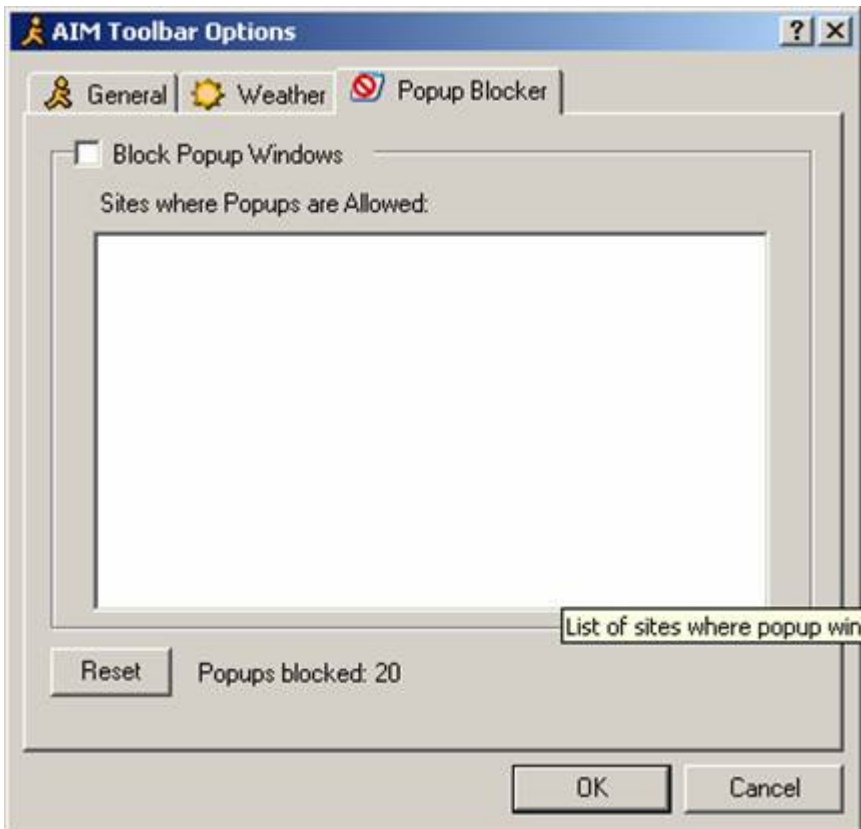 AIM Toolbar Options
General Weather Popup Blocker
Block Popup Windows
Sites where Popups are Allowed:
List of sites where popup win
Reset Popups blocked: 20
OK Cancel